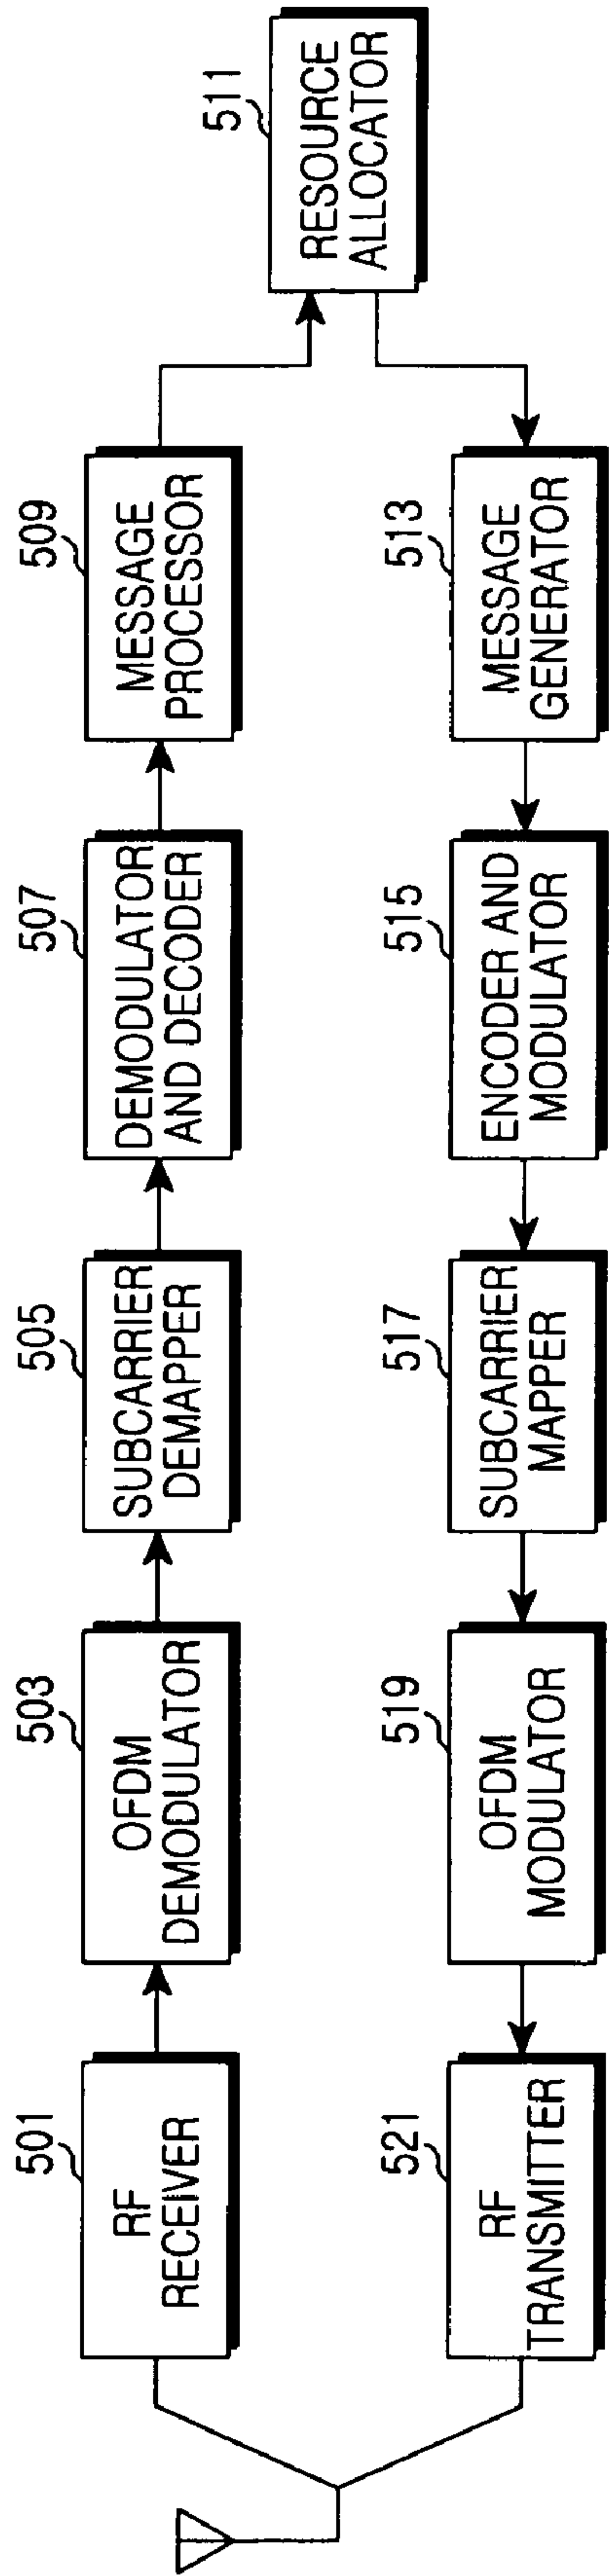 501
RF
RECEIVER
503
OFDM
DEMODULATOR
505
SUBCARRIER
DEMAPPER
507
DEMODULATOR
AND DECODER
509
MESSAGE
PROCESSOR
511
RESOURCE
ALLOCATOR
521
RF
TRANSMITTER
519
OFDM
MODULATOR
517
SUBCARRIER
MAPPER
515
ENCODER AND
MODULATOR
513
MESSAGE
GENERATOR